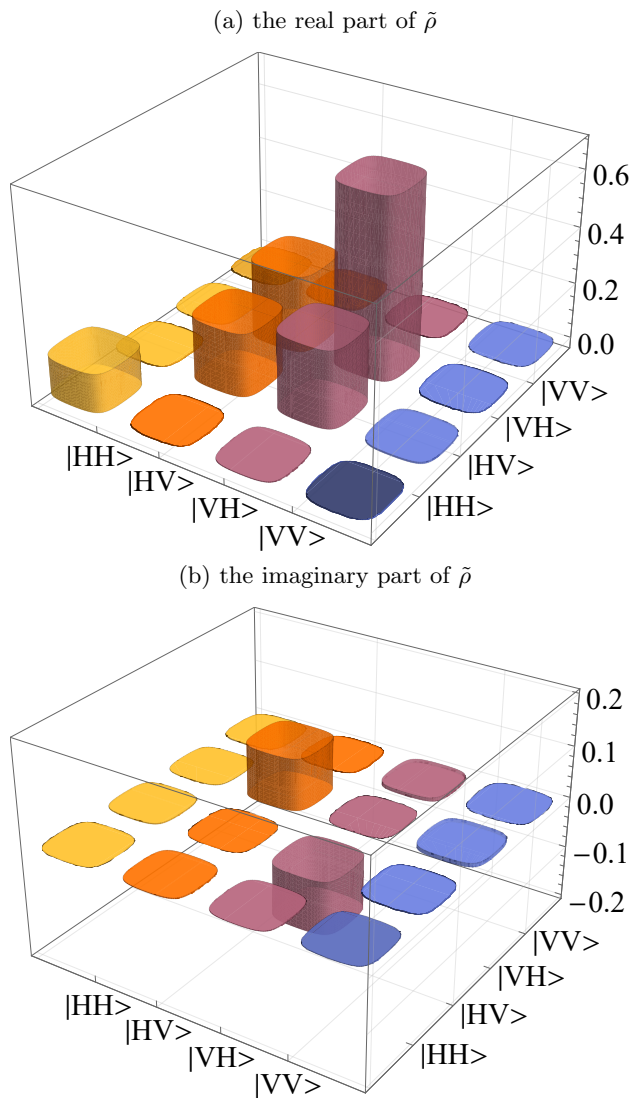 (a) the real part of ρ̃
0.6
0.4
0.2
0.0
|VV>
|VH>
|HV>
|HH>
|HH>
|HV>
|VH>
|VV>
(b) the imaginary part of ρ̃
0.2
0.1
0.0
−0.1
−0.2
|VV>
|VH>
|HV>
|HH>
|HH>
|HV>
|VH>
|VV>